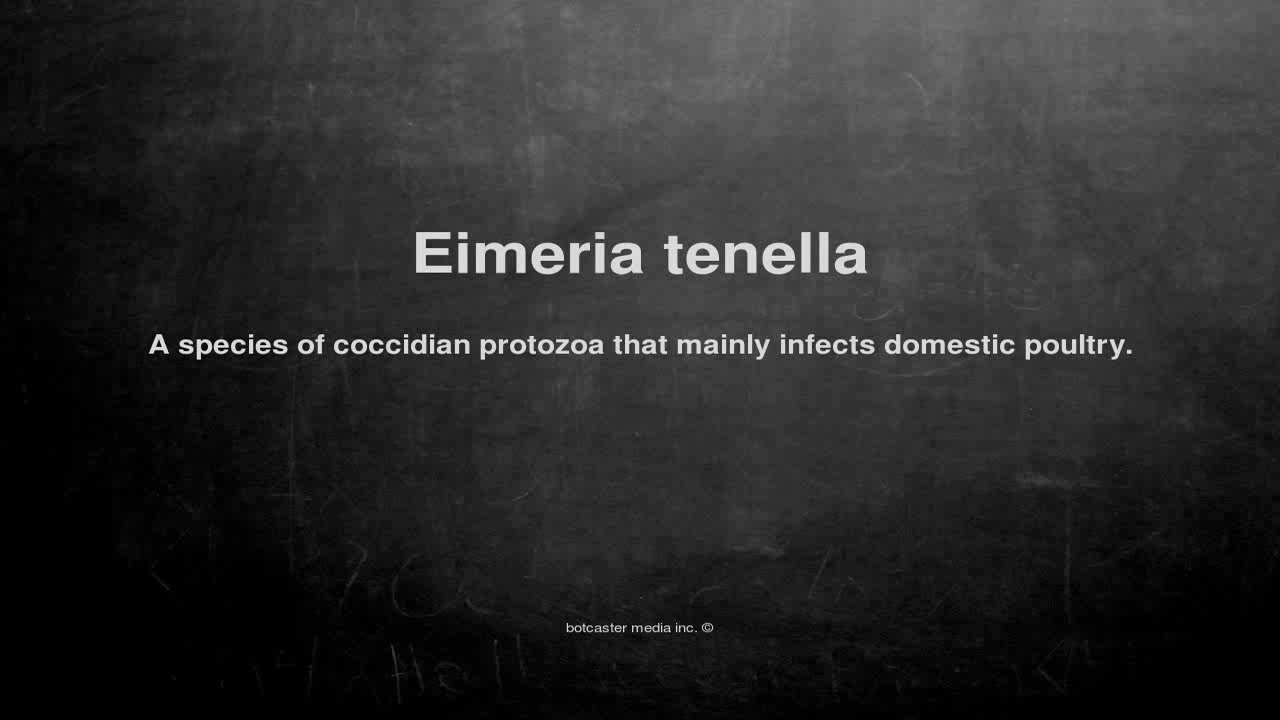 Eimeria tenella
A species of coccidian protozoa that mainly infects domestic poultry.
botcaster media inc. ©